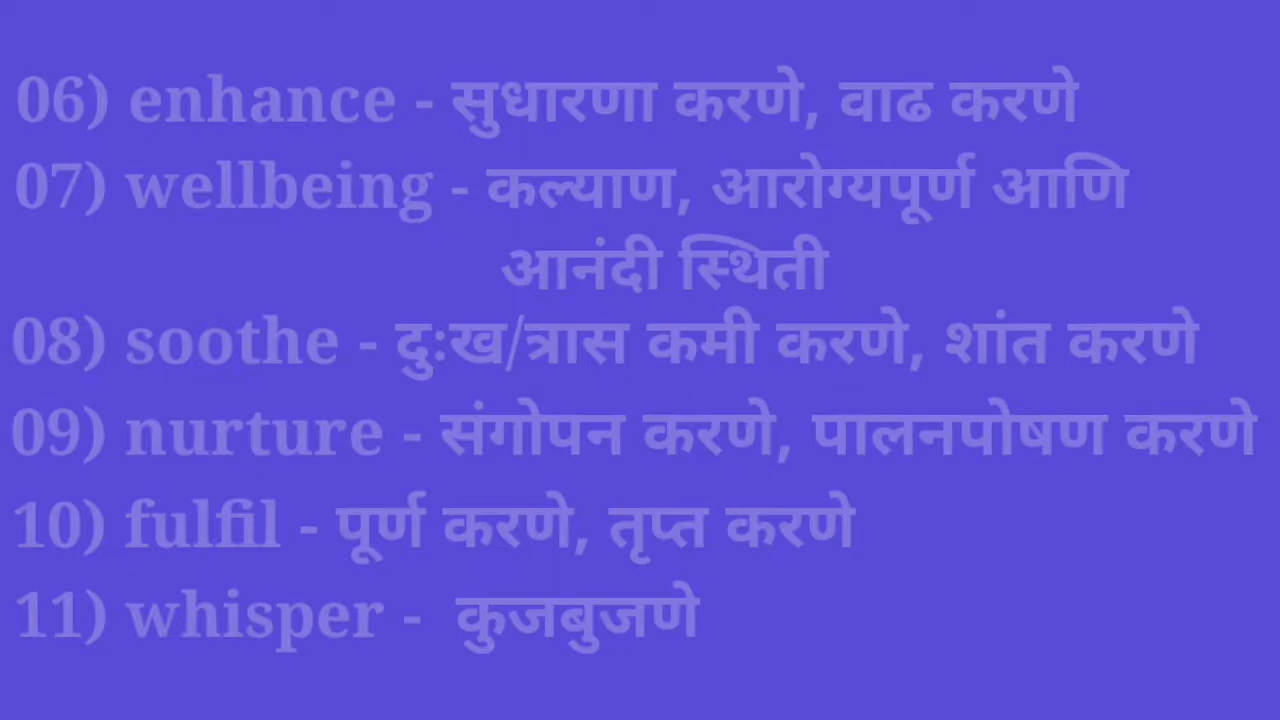 06) enhance - सुधारणा करणे, वाढ करणे
07) wellbeing - कल्याण, आरोग्यपूर्ण आणि
आनंदी स्थिती
08) soothe - दुःख/त्रास कमी करणे, शांत करणे
09) nurture - संगोपन करणे, पालनपोषण करणे
10) fulfil - पूर्ण करणे, तृप्त करणे
11) whisper - कुजबुजणे